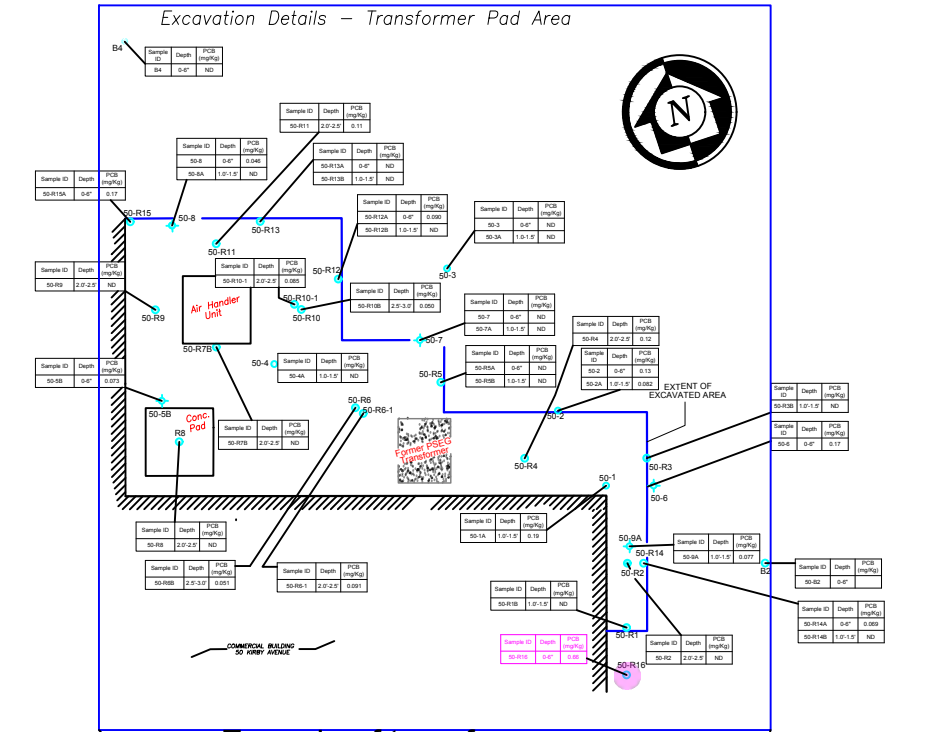 Excavation Details – Transformer Pad Area
B4
Sample ID Depth PCB (mg/Kg)
B4 0-6" ND
N
Sample ID Depth PCB (mg/Kg)
50-R11 2.0'-2.5' 0.11
Sample ID Depth PCB (mg/Kg)
50-8 0-6" 0.046
50-8A 1.0'-1.5' ND
Sample ID Depth PCB (mg/Kg)
50-R13A 0-6" ND
50-R13B 1.0-1.5' ND
Sample ID Depth PCB (mg/Kg)
50-R15A 0-6" 0.17
Sample ID Depth PCB (mg/Kg)
50-R12A 0-6" 0.090
50-R12B 1.0-1.5' ND
Sample ID Depth PCB (mg/Kg)
50-3 0-6" ND
50-3A 1.0-1.5' ND
50-R15
50-8
50-R13
50-R11
50-R12
50-3
Sample ID Depth PCB (mg/Kg)
50-R9 2.0'-2.5' ND
Sample ID Depth PCB (mg/Kg)
50-R10-1 2.0'-2.5' 0.085
Sample ID Depth PCB (mg/Kg)
50-R10B 2.5'-3.0' 0.050
50-R10-1
50-R10
50-R9
Air Handler
Unit
Sample ID Depth PCB (mg/Kg)
50-7 0-6" ND
50-7A 1.0-1.5' ND
50-7
Sample ID Depth PCB (mg/Kg)
50-R4 2.0'-2.5' 0.12
Sample ID Depth PCB (mg/Kg)
50-2 0-6" 0.13
50-2A 1.0'-1.5' 0.082
50-R7B
50-4
Sample ID Depth PCB (mg/Kg)
50-4A 1.0-1.5' ND
50-R5
Sample ID Depth PCB (mg/Kg)
50-R5A 0-6" ND
50-R5B 1.0-1.5' ND
Sample ID Depth PCB (mg/Kg)
50-5B 0-6" 0.073
EXTENT OF
EXCAVATED AREA
Sample ID Depth PCB (mg/Kg)
50-R3B 1.0'-1.5' ND
50-5B
50-R6
50-R6-1
50-2
Conc.
Pad
R8
Sample ID Depth PCB (mg/Kg)
50-R7B 2.0'-2.5' ND
Former PSEG
Transformer
Sample ID Depth PCB (mg/Kg)
50-6 0-6" 0.17
50-R4
50-R3
50-1
50-6
Sample ID Depth PCB (mg/Kg)
50-R8 2.0'-2.5' ND
Sample ID Depth PCB (mg/Kg)
50-1A 1.0'-1.5' 0.19
50-9A
50-R14
Sample ID Depth PCB (mg/Kg)
50-9A 1.0'-1.5' 0.077
B2
Sample ID Depth PCB (mg/Kg)
50-B2 0-6"
Sample ID Depth PCB (mg/Kg)
50-R6B 2.5'-3.0' 0.051
Sample ID Depth PCB (mg/Kg)
50-R6-1 2.0'-2.5' 0.091
50-R2
Sample ID Depth PCB (mg/Kg)
50-R1B 1.0'-1.5' ND
Sample ID Depth PCB (mg/Kg)
50-R14A 0-6" 0.069
50-R14B 1.0'-1.5' ND
50-R1
COMMERCIAL BUILDING
50 KIRBY AVENUE
Sample ID Depth PCB (mg/Kg)
50-R16 0-6" 0.68
Sample ID Depth PCB (mg/Kg)
50-R2 2.0'-2.5' ND
50-R16